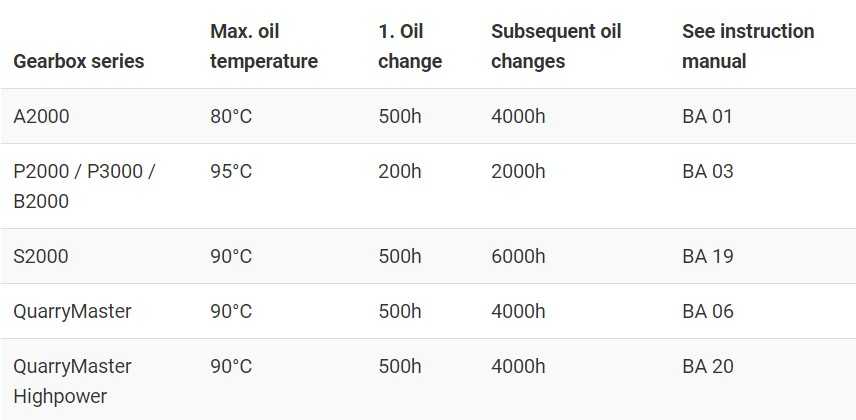 Gearbox series Max. oil temperature 1. Oil change Subsequent oil changes See instruction manual
A2000 80°C 500h 4000h BA 01
P2000 / P3000 / B2000 95°C 200h 2000h BA 03
S2000 90°C 500h 6000h BA 19
QuarryMaster 90°C 500h 4000h BA 06
QuarryMaster Highpower 90°C 500h 4000h BA 20